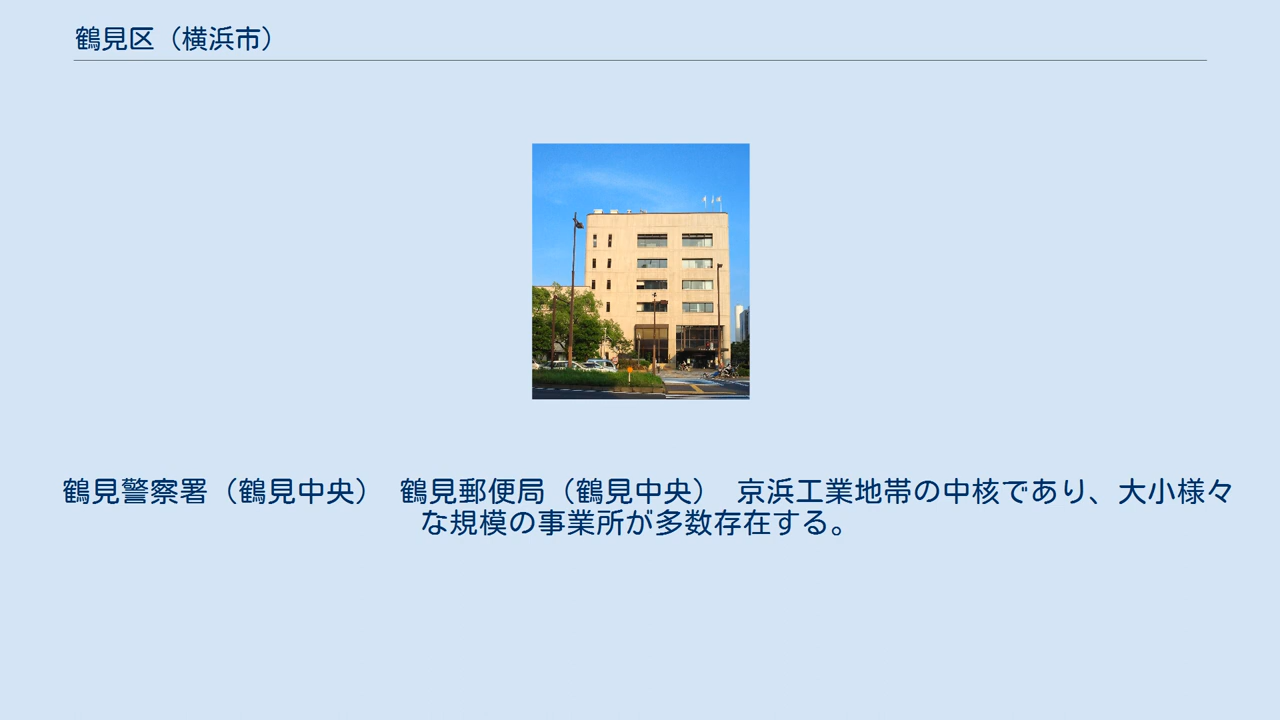 鶴見区（横浜市）
鶴見警察署（鶴見中央）　鶴見郵便局（鶴見中央）　京浜工業地帯の中核であり、大小様々
な規模の事業所が多数存在する。